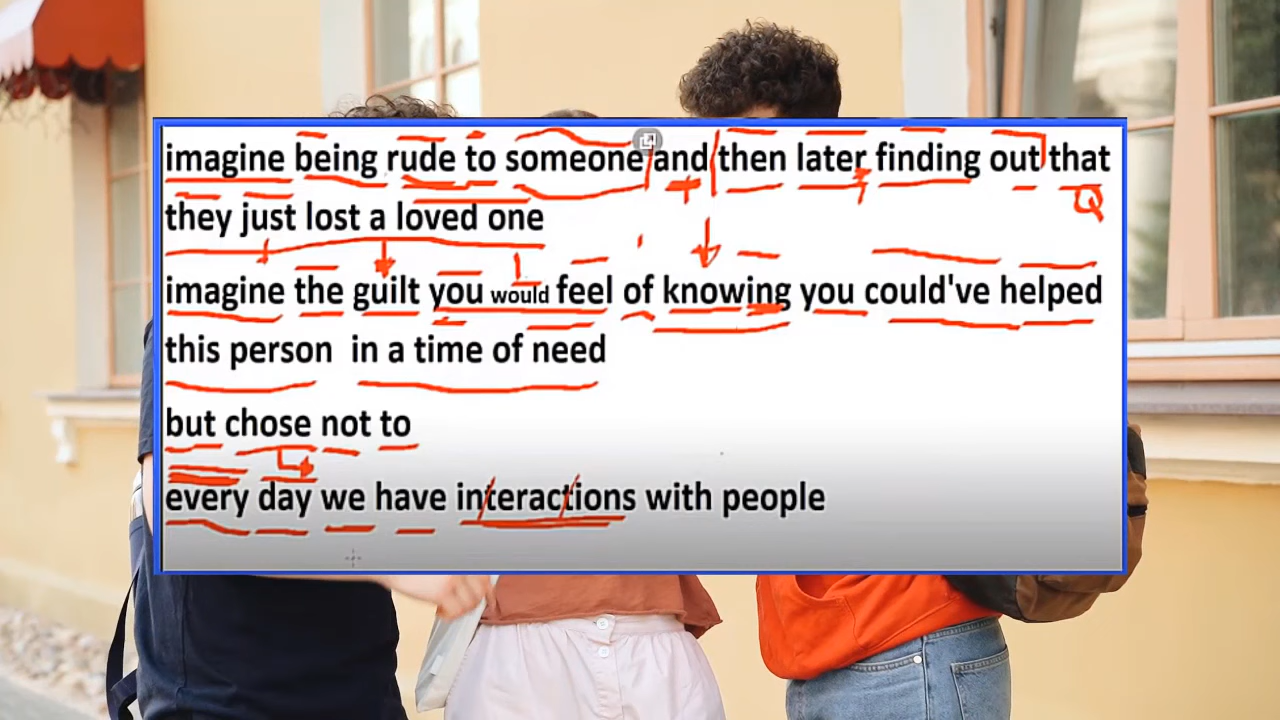 imagine being rude to someone and then later finding out that
they just lost a loved one
imagine the guilt you would feel of knowing you could've helped
this person in a time of need
but chose not to
every day we have interactions with people
Q